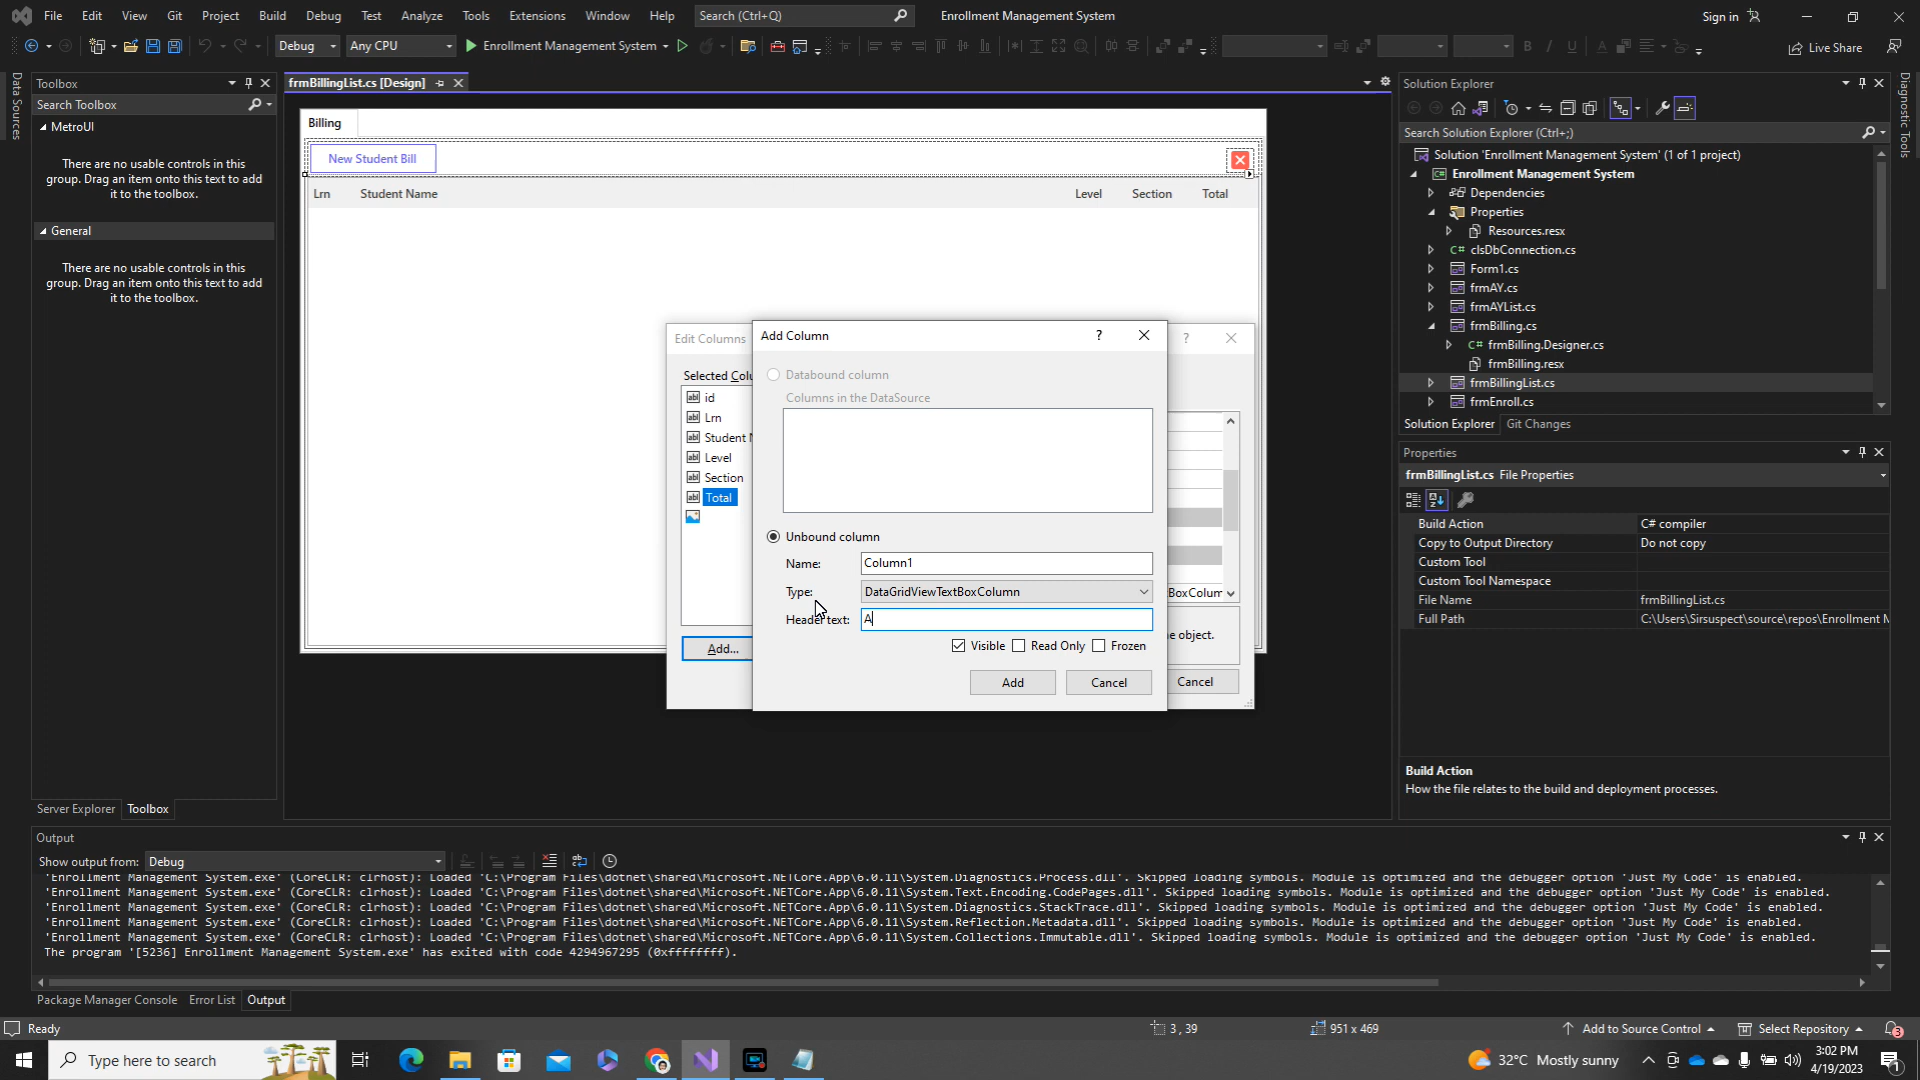 File Edit View Git Project Build Debug Test Analyze Tools Extensions Window Help Search (Ctrl+Q) Enrollment Management System Sign in
Debug Any CPU Enrollment Management System Live Share
Data Sources
Toolbox
Search Toolbox
MetroUI
There are no usable controls in this
group. Drag an item onto this text to add
it to the toolbox.
General
There are no usable controls in this
group. Drag an item onto this text to add
it to the toolbox.
Server Explorer Toolbox
frmBillingList.cs [Design]
Billing
New Student Bill
Lrn Student Name Level Section Total
Edit Columns
Selected Colu
id
Lrn
Student N
Level
Section
Total
Add...
BoxColum
e object.
Cancel
Add Column
?
Databound column
Columns in the DataSource
Unbound column
Name: Column1
Type: DataGridViewTextBoxColumn
Header text: A
Visible Read Only Frozen
Add Cancel
Solution Explorer
Search Solution Explorer (Ctrl+;)
Solution 'Enrollment Management System' (1 of 1 project)
Enrollment Management System
Dependencies
Properties
Resources.resx
clsDbConnection.cs
Form1.cs
frmAY.cs
frmAYList.cs
frmBilling.cs
frmBilling.Designer.cs
frmBilling.resx
frmBillingList.cs
frmEnroll.cs
Solution Explorer Git Changes
Properties
frmBillingList.cs File Properties
Build Action C# compiler
Copy to Output Directory Do not copy
Custom Tool
Custom Tool Namespace
File Name frmBillingList.cs
Full Path C:\Users\Sirsuspect\source\repos\Enrollment M
Build Action
How the file relates to the build and deployment processes.
Diagnostic Tools
Output
Show output from: Debug
'Enrollment Management System.exe' (CoreCLR: clrhost): Loaded 'C:\Program Files\dotnet\shared\Microsoft.NETCore.App\6.0.11\System.Diagnostics.Process.dll'. Skipped loading symbols. Module is optimized and the debugger option 'Just My Code' is enabled.
'Enrollment Management System.exe' (CoreCLR: clrhost): Loaded 'C:\Program Files\dotnet\shared\Microsoft.NETCore.App\6.0.11\System.Text.Encoding.CodePages.dll'. Skipped loading symbols. Module is optimized and the debugger option 'Just My Code' is enabled.
'Enrollment Management System.exe' (CoreCLR: clrhost): Loaded 'C:\Program Files\dotnet\shared\Microsoft.NETCore.App\6.0.11\System.Diagnostics.StackTrace.dll'. Skipped loading symbols. Module is optimized and the debugger option 'Just My Code' is enabled.
'Enrollment Management System.exe' (CoreCLR: clrhost): Loaded 'C:\Program Files\dotnet\shared\Microsoft.NETCore.App\6.0.11\System.Reflection.Metadata.dll'. Skipped loading symbols. Module is optimized and the debugger option 'Just My Code' is enabled.
'Enrollment Management System.exe' (CoreCLR: clrhost): Loaded 'C:\Program Files\dotnet\shared\Microsoft.NETCore.App\6.0.11\System.Collections.Immutable.dll'. Skipped loading symbols. Module is optimized and the debugger option 'Just My Code' is enabled.
The program '[5236] Enrollment Management System.exe' has exited with code 4294967295 (0xffffffff).
Package Manager Console Error List Output
Ready 3 , 39 951 x 469 Add to Source Control Select Repository 3
Type here to search 32°C Mostly sunny 3:02 PM
4/19/2023 1